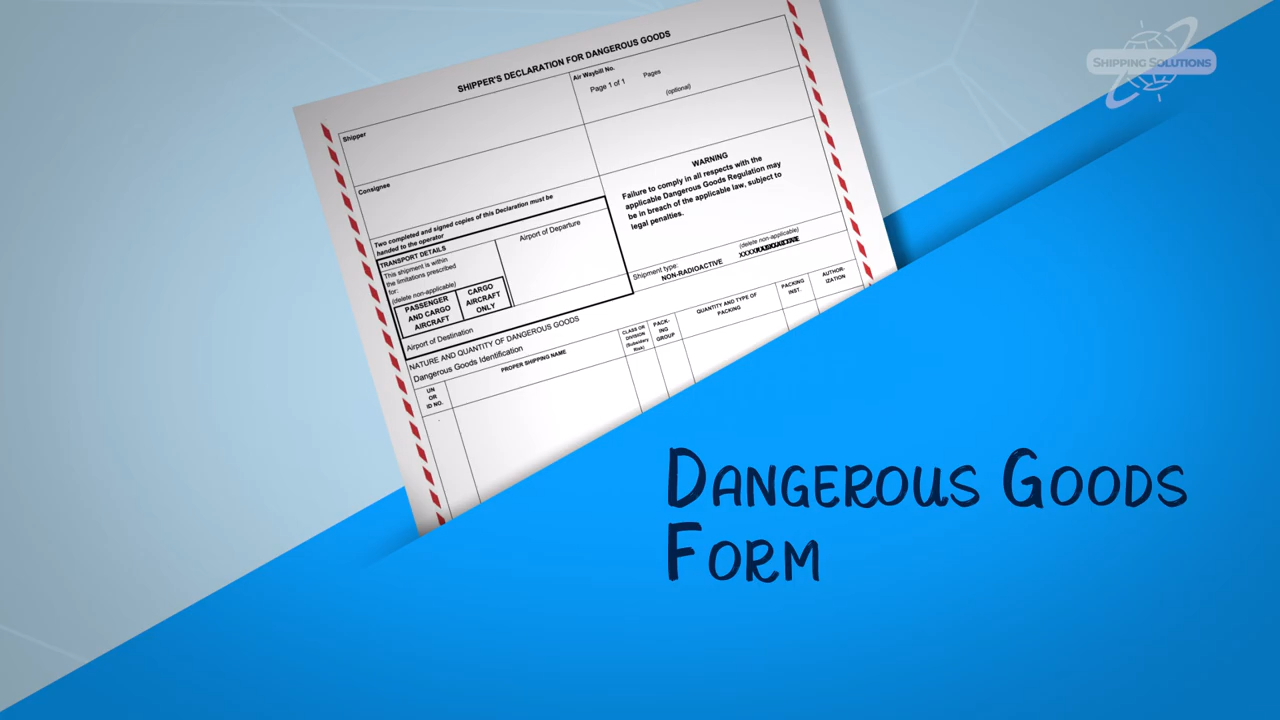 SHIPPING SOLUTIONS
SHIPPER'S DECLARATION FOR DANGEROUS GOODS
Shipper
Air Waybill No.
Page 1 of 1 Pages
(optional)
Consignee
WARNING
Failure to comply in all respects with the
applicable Dangerous Goods Regulation may
be in breach of the applicable law, subject to
legal penalties.
Two completed and signed copies of this Declaration must be
handed to the operator
TRANSPORT DETAILS
This shipment is within
the limitations prescribed
for:
(delete non-applicable)
PASSENGER
AND CARGO
AIRCRAFT
CARGO
AIRCRAFT
ONLY
Airport of Departure
Airport of Destination
Shipment type:
(delete non-applicable)
NON-RADIOACTIVE
NATURE AND QUANTITY OF DANGEROUS GOODS
Dangerous Goods Identification
UN
OR
ID NO.
PROPER SHIPPING NAME
CLASS OR
DIVISION
(Subsidary
Risk)
PACK-
ING
GROUP
QUANTITY AND TYPE OF
PACKING
PACKING
INST.
AUTHOR-
IZATION
DANGEROUS GOODS
FORM